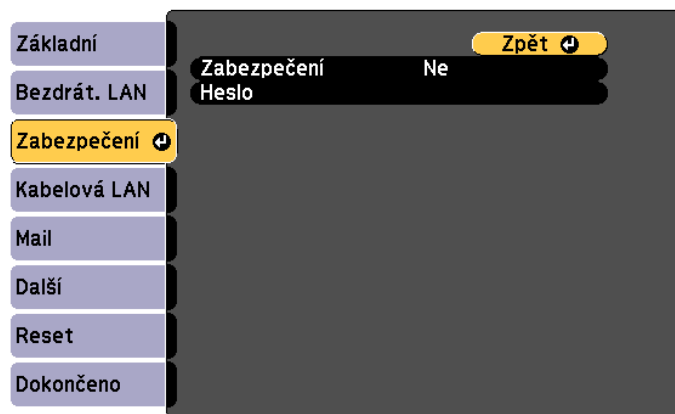 Základní
Bezdrát. LAN
Zabezpečení
Kabelová LAN
Mail
Další
Reset
Dokončeno
Zpět
Zabezpečení Ne
Heslo